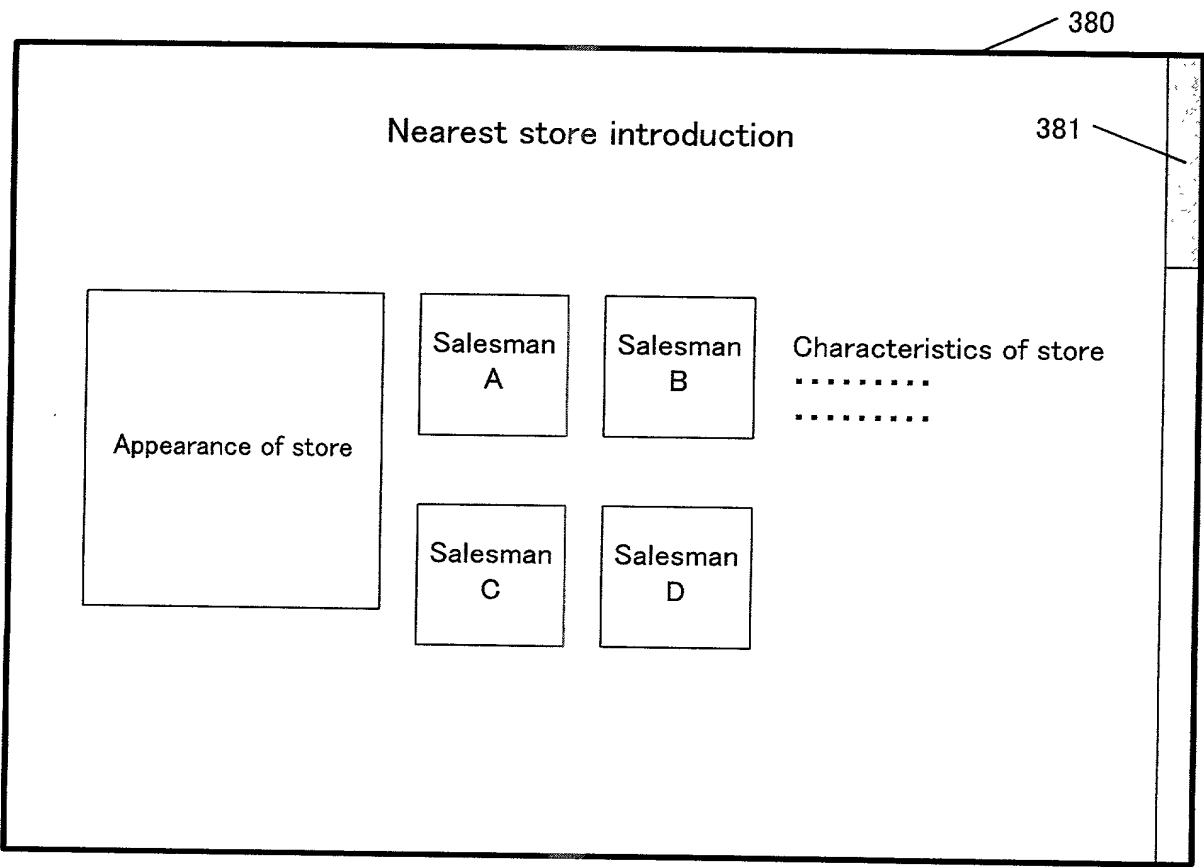 380
Nearest store introduction
381
Appearance of store
Salesman
A
Salesman
B
Characteristics of store
.........
.........
Salesman
C
Salesman
D